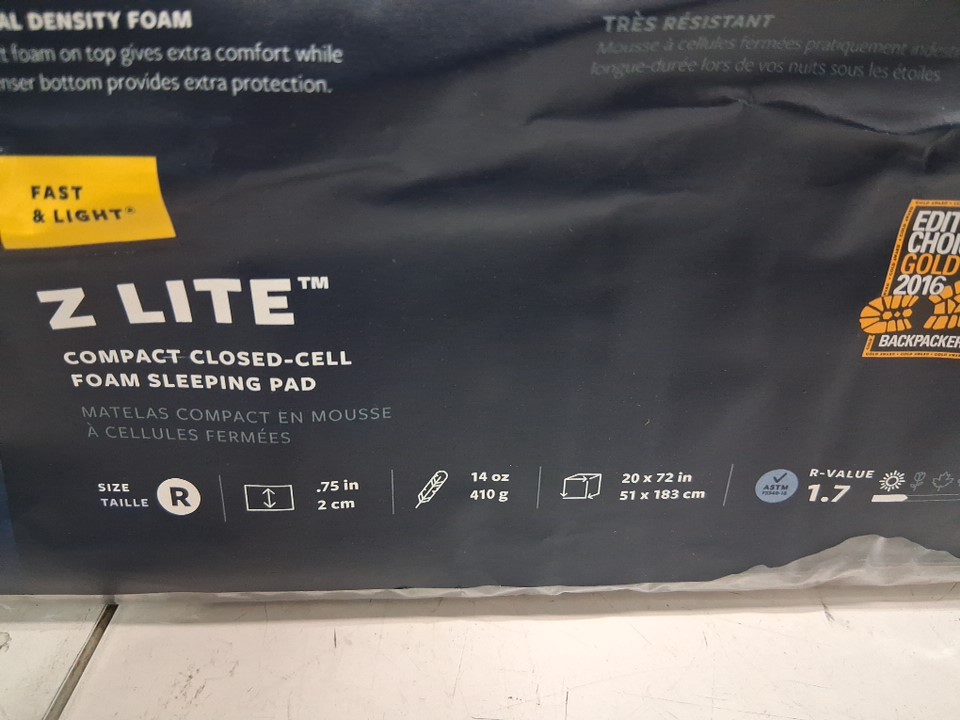 AL DENSITY FOAM
foam on top gives extra comfort while
bottom provides extra protection.
TRÈS RÉSISTANT
Mousse à cellules fermées pratiquement
longue-durée lors de vos nuits sous les étoiles
FAST
& LIGHT®
EDIT
CHOI
GOLD
2016
BACKPACKER
Z LITE™
COMPACT CLOSED-CELL
FOAM SLEEPING PAD
MATELAS COMPACT EN MOUSSE
À CELLULES FERMÉES
SIZE
TAILLE
R
.75 in
2 cm
14 oz
410 g
20 x 72 in
51 x 183 cm
ASTM
R-VALUE
1.7